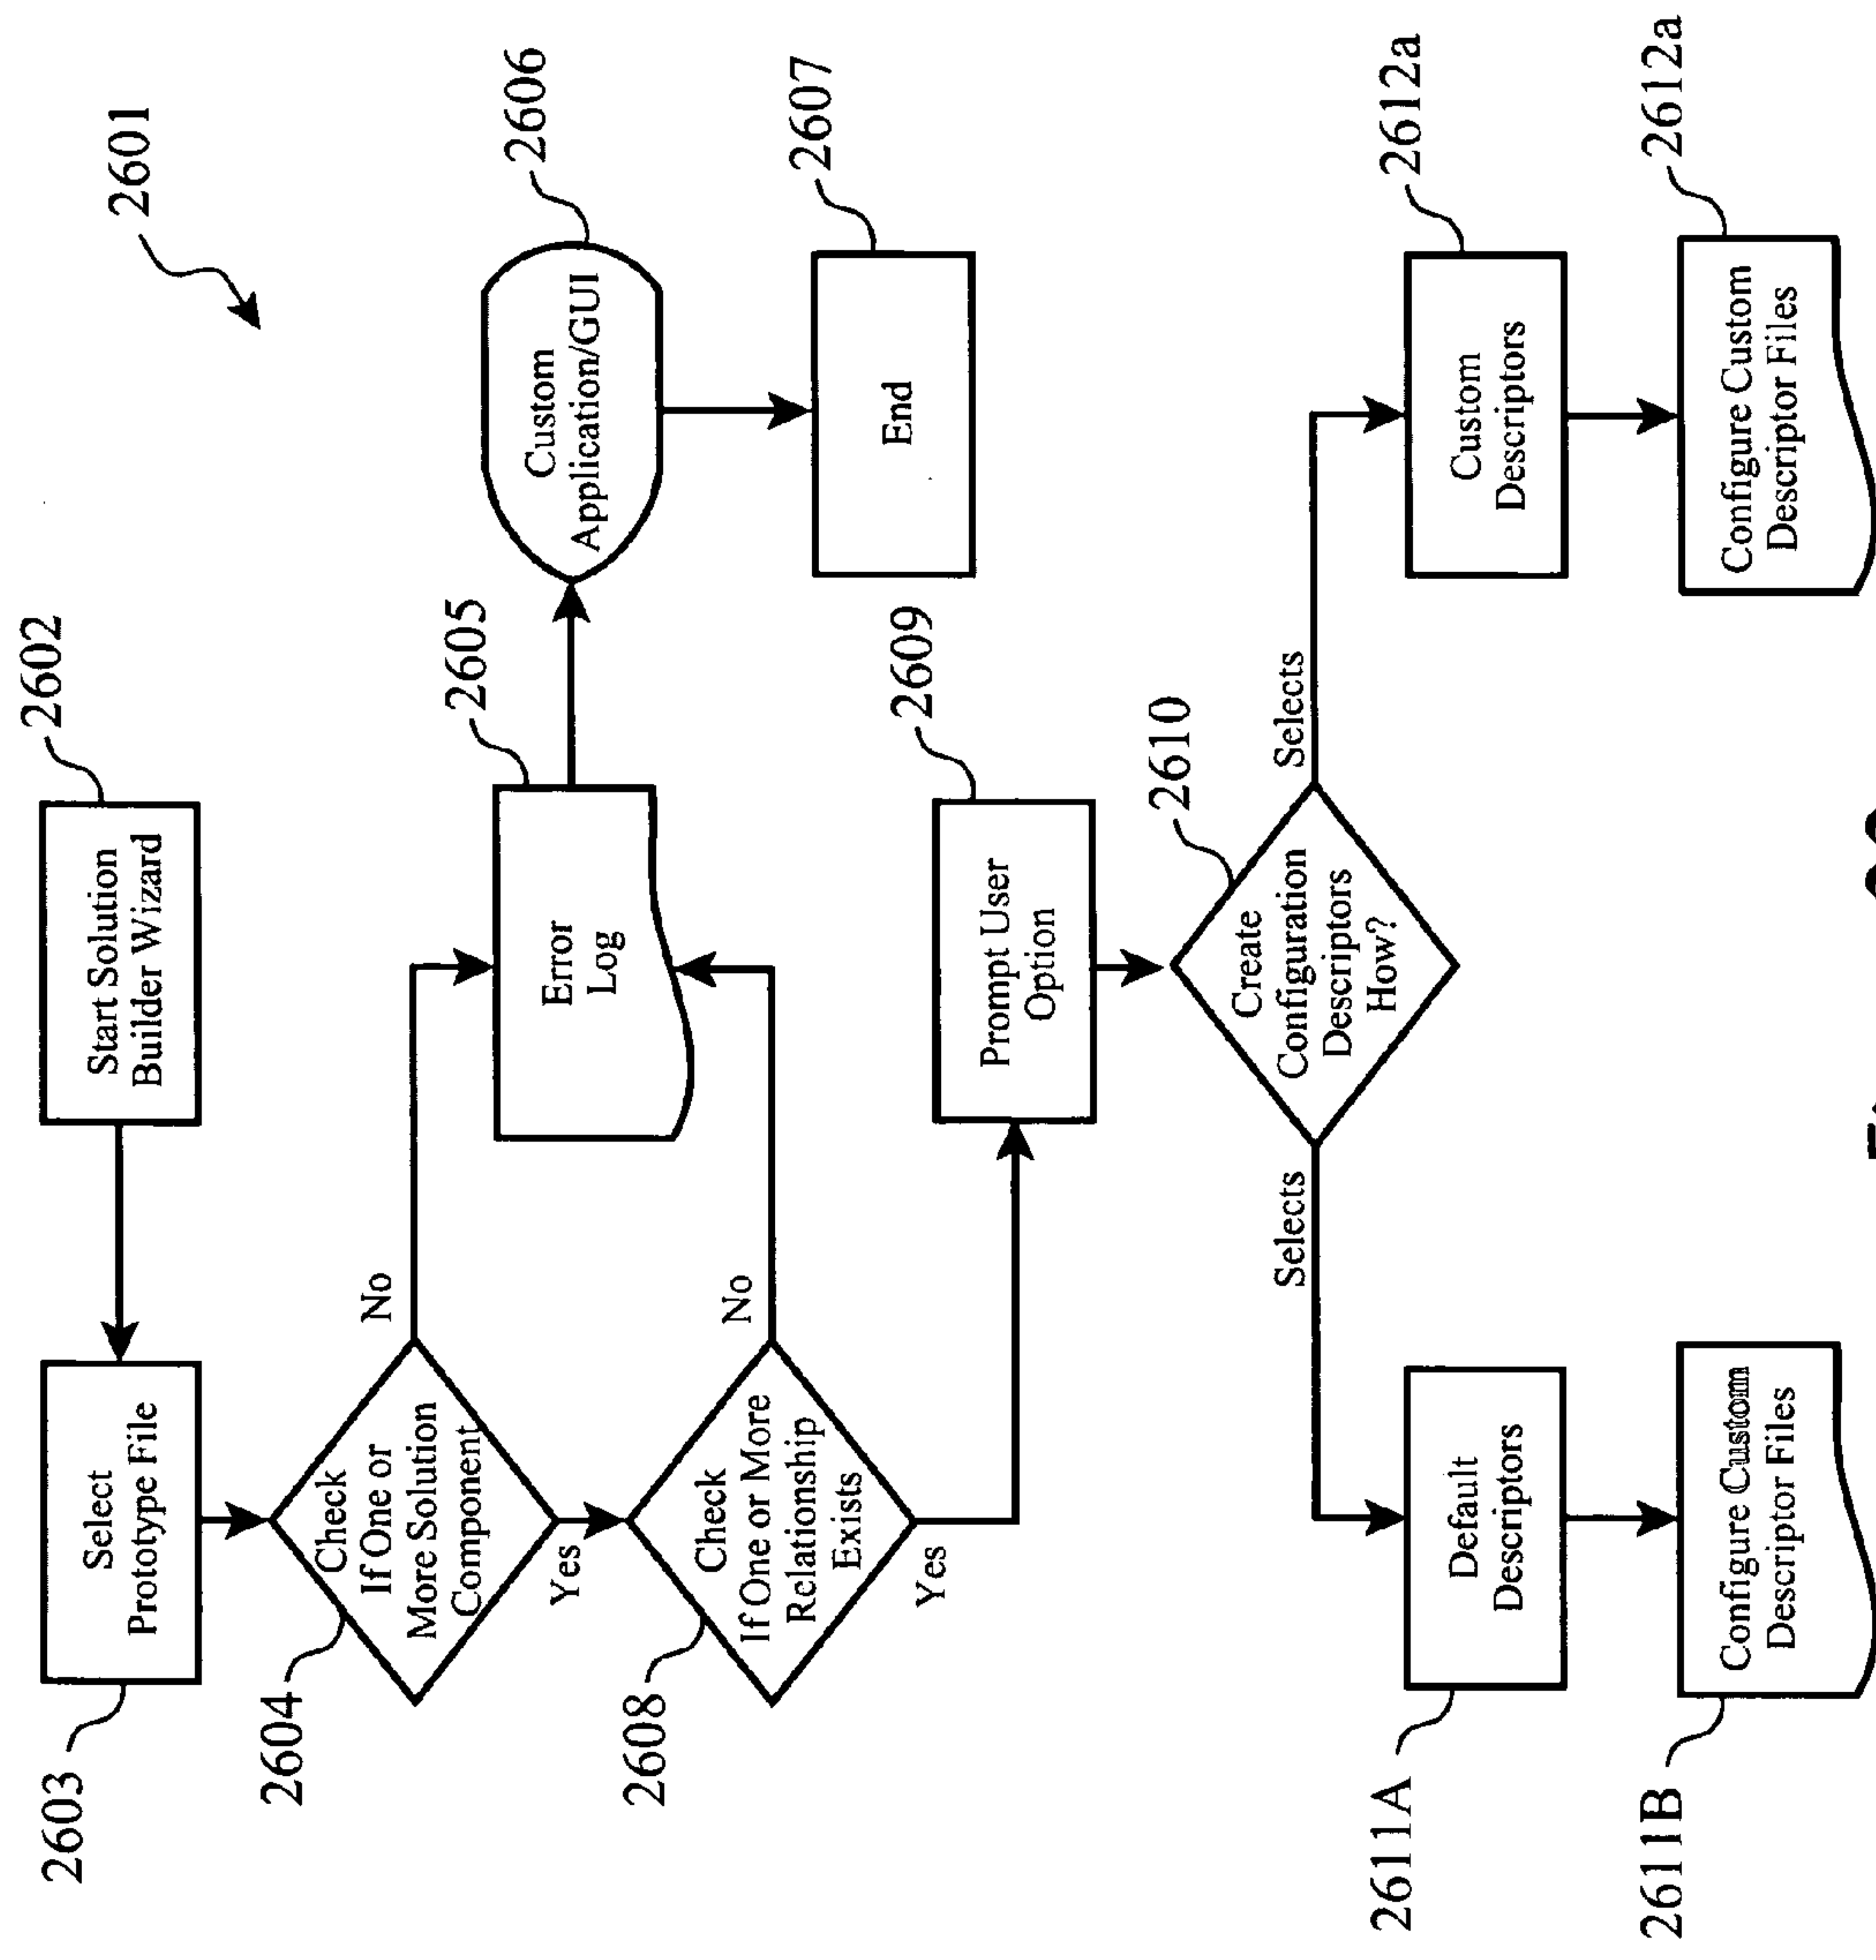 2601
2602
Start Solution
Builder Wizard
2603
Select
Prototype File
2604
Check
If One or
More Solution
Component
No
Yes
2605
Error
Log
2606
Custom
Application/GUI
2607
End
2608
Check
If One or More
Relationship
Exists
No
Yes
2609
Prompt User
Option
2610
Create
Configuration
Descriptors
How?
Selects
Selects
2611A
Default
Descriptors
2611B
Configure Custom
Descriptor Files
2612a
Custom
Descriptors
2612a
Configure Custom
Descriptor Files